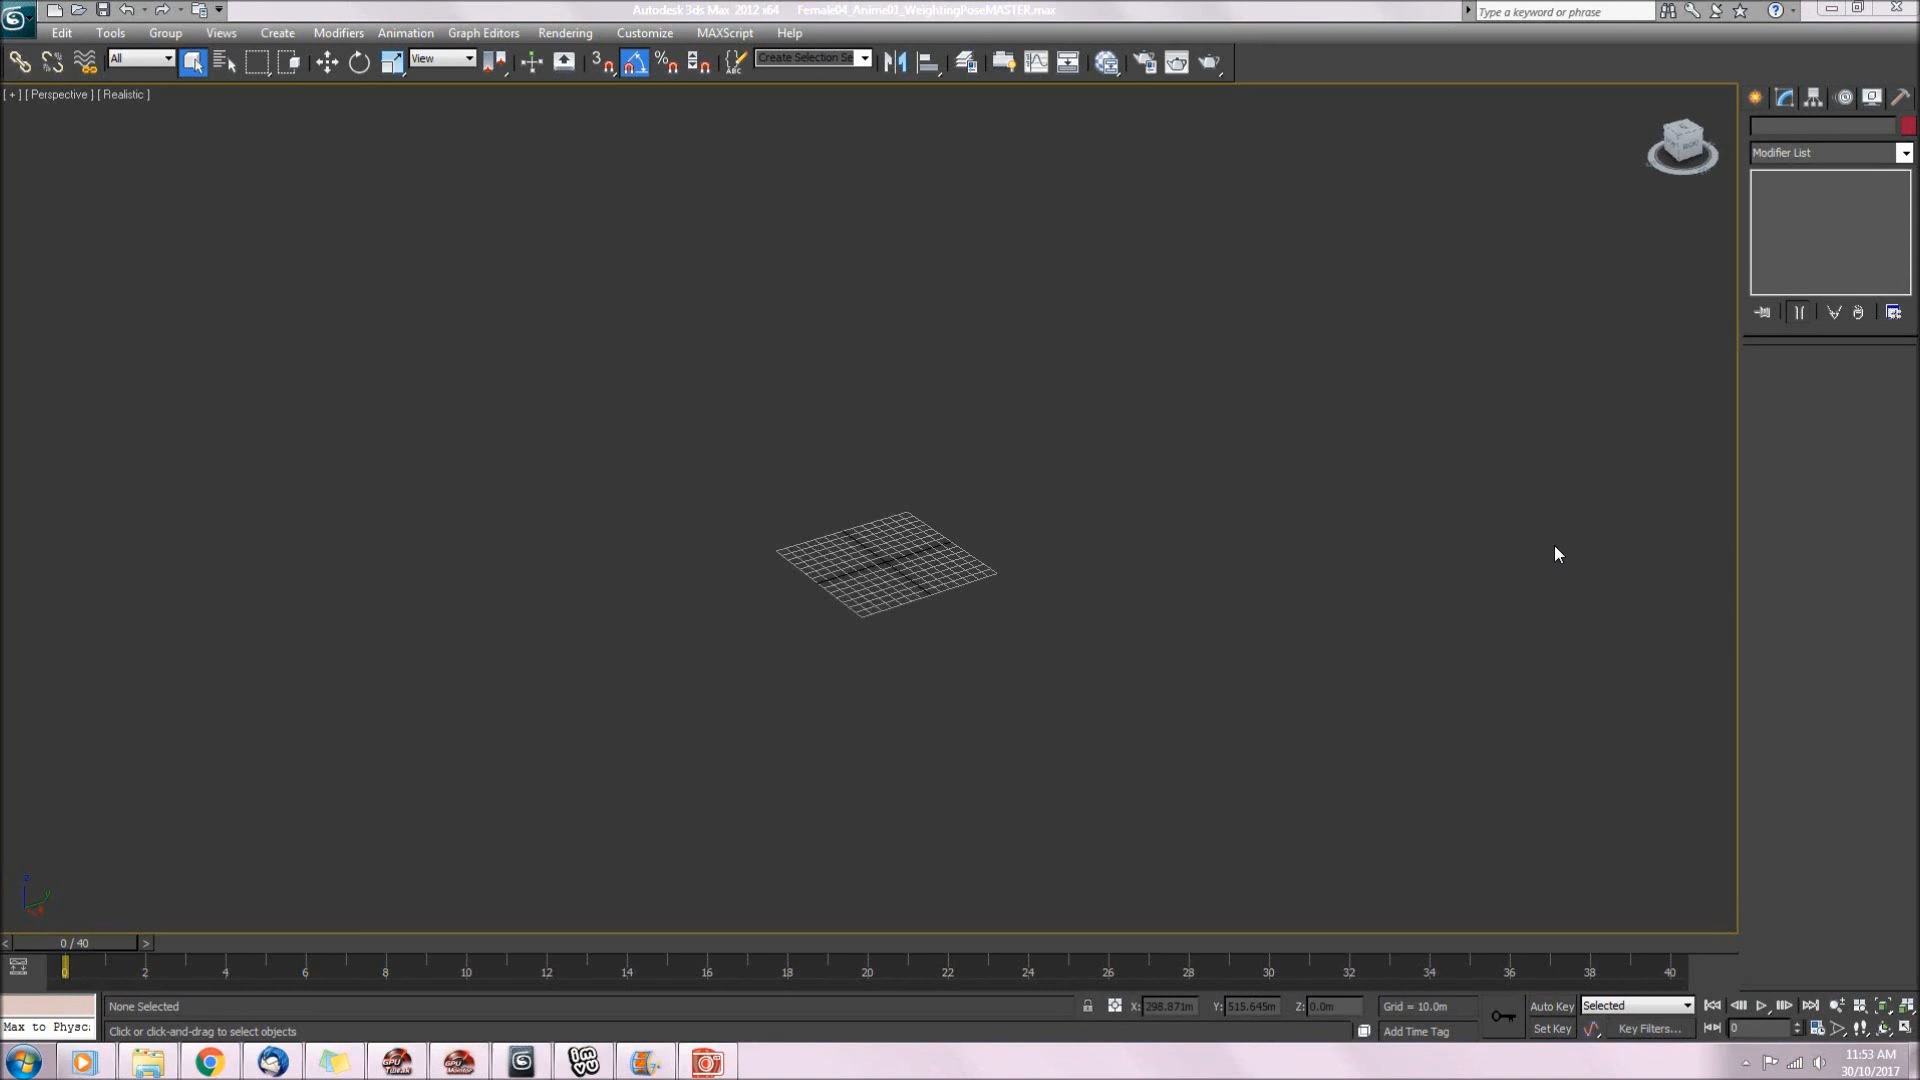 Autodesk 3ds Max 2012 x64 Female04_Anime01_WeightingPoseMASTER.max
Type a keyword or phrase
Edit Tools Group Views Create Modifiers Animation Graph Editors Rendering Customize MAXScript Help
All View Create Selection Se
[ + ] [ Perspective ] [ Realistic ]
Modifier List
0 / 40
0 2 4 6 8 10 12 14 16 18 20 22 24 26 28 30 32 34 36 38 40
None Selected X: 298.871m Y: 515.645m Z: 0.0m Grid = 10.0m Auto Key Selected
Max to Physc: Click or click-and-drag to select objects Add Time Tag Set Key Key Filters... 0
11:53 AM
30/10/2017